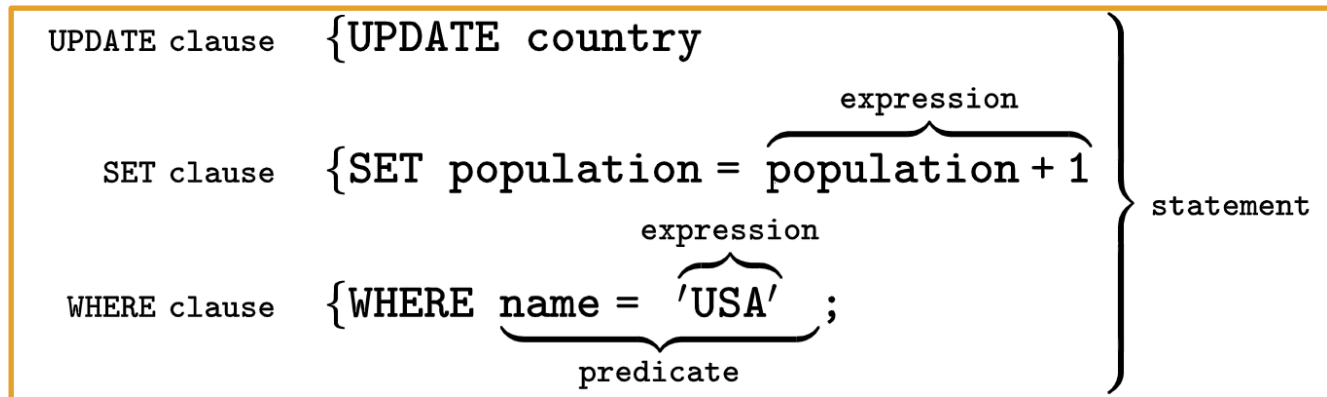 UPDATE clause {UPDATE country
expression
SET clause {SET population = population + 1
statement
expression
WHERE clause {WHERE name = 'USA' ;
predicate